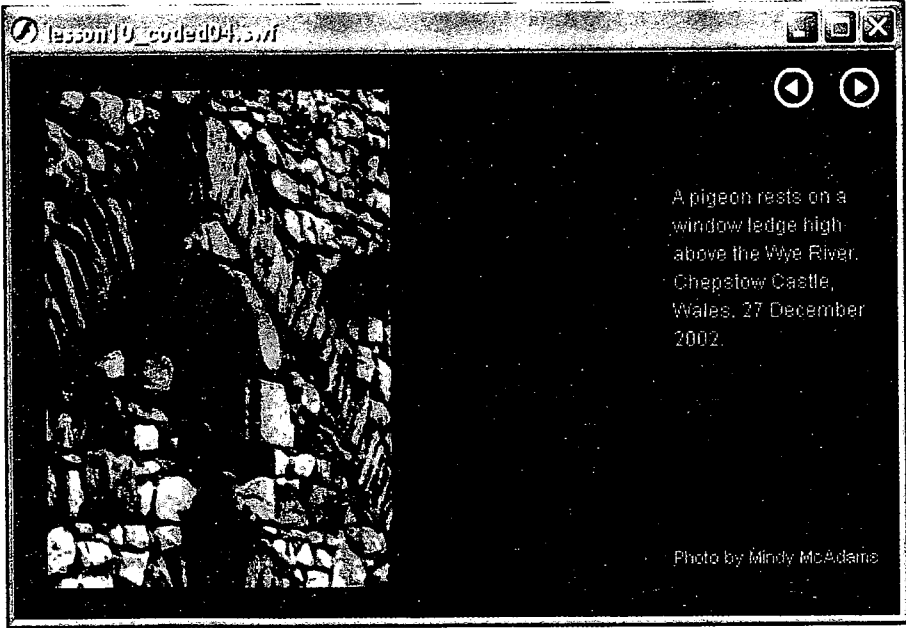 lesson10_coded04.swf
A pigeon rests on a
window ledge high
above the Wye River.
Chepstow Castle,
Wales. 27 December
2002.
Photo by Mindy McAdams